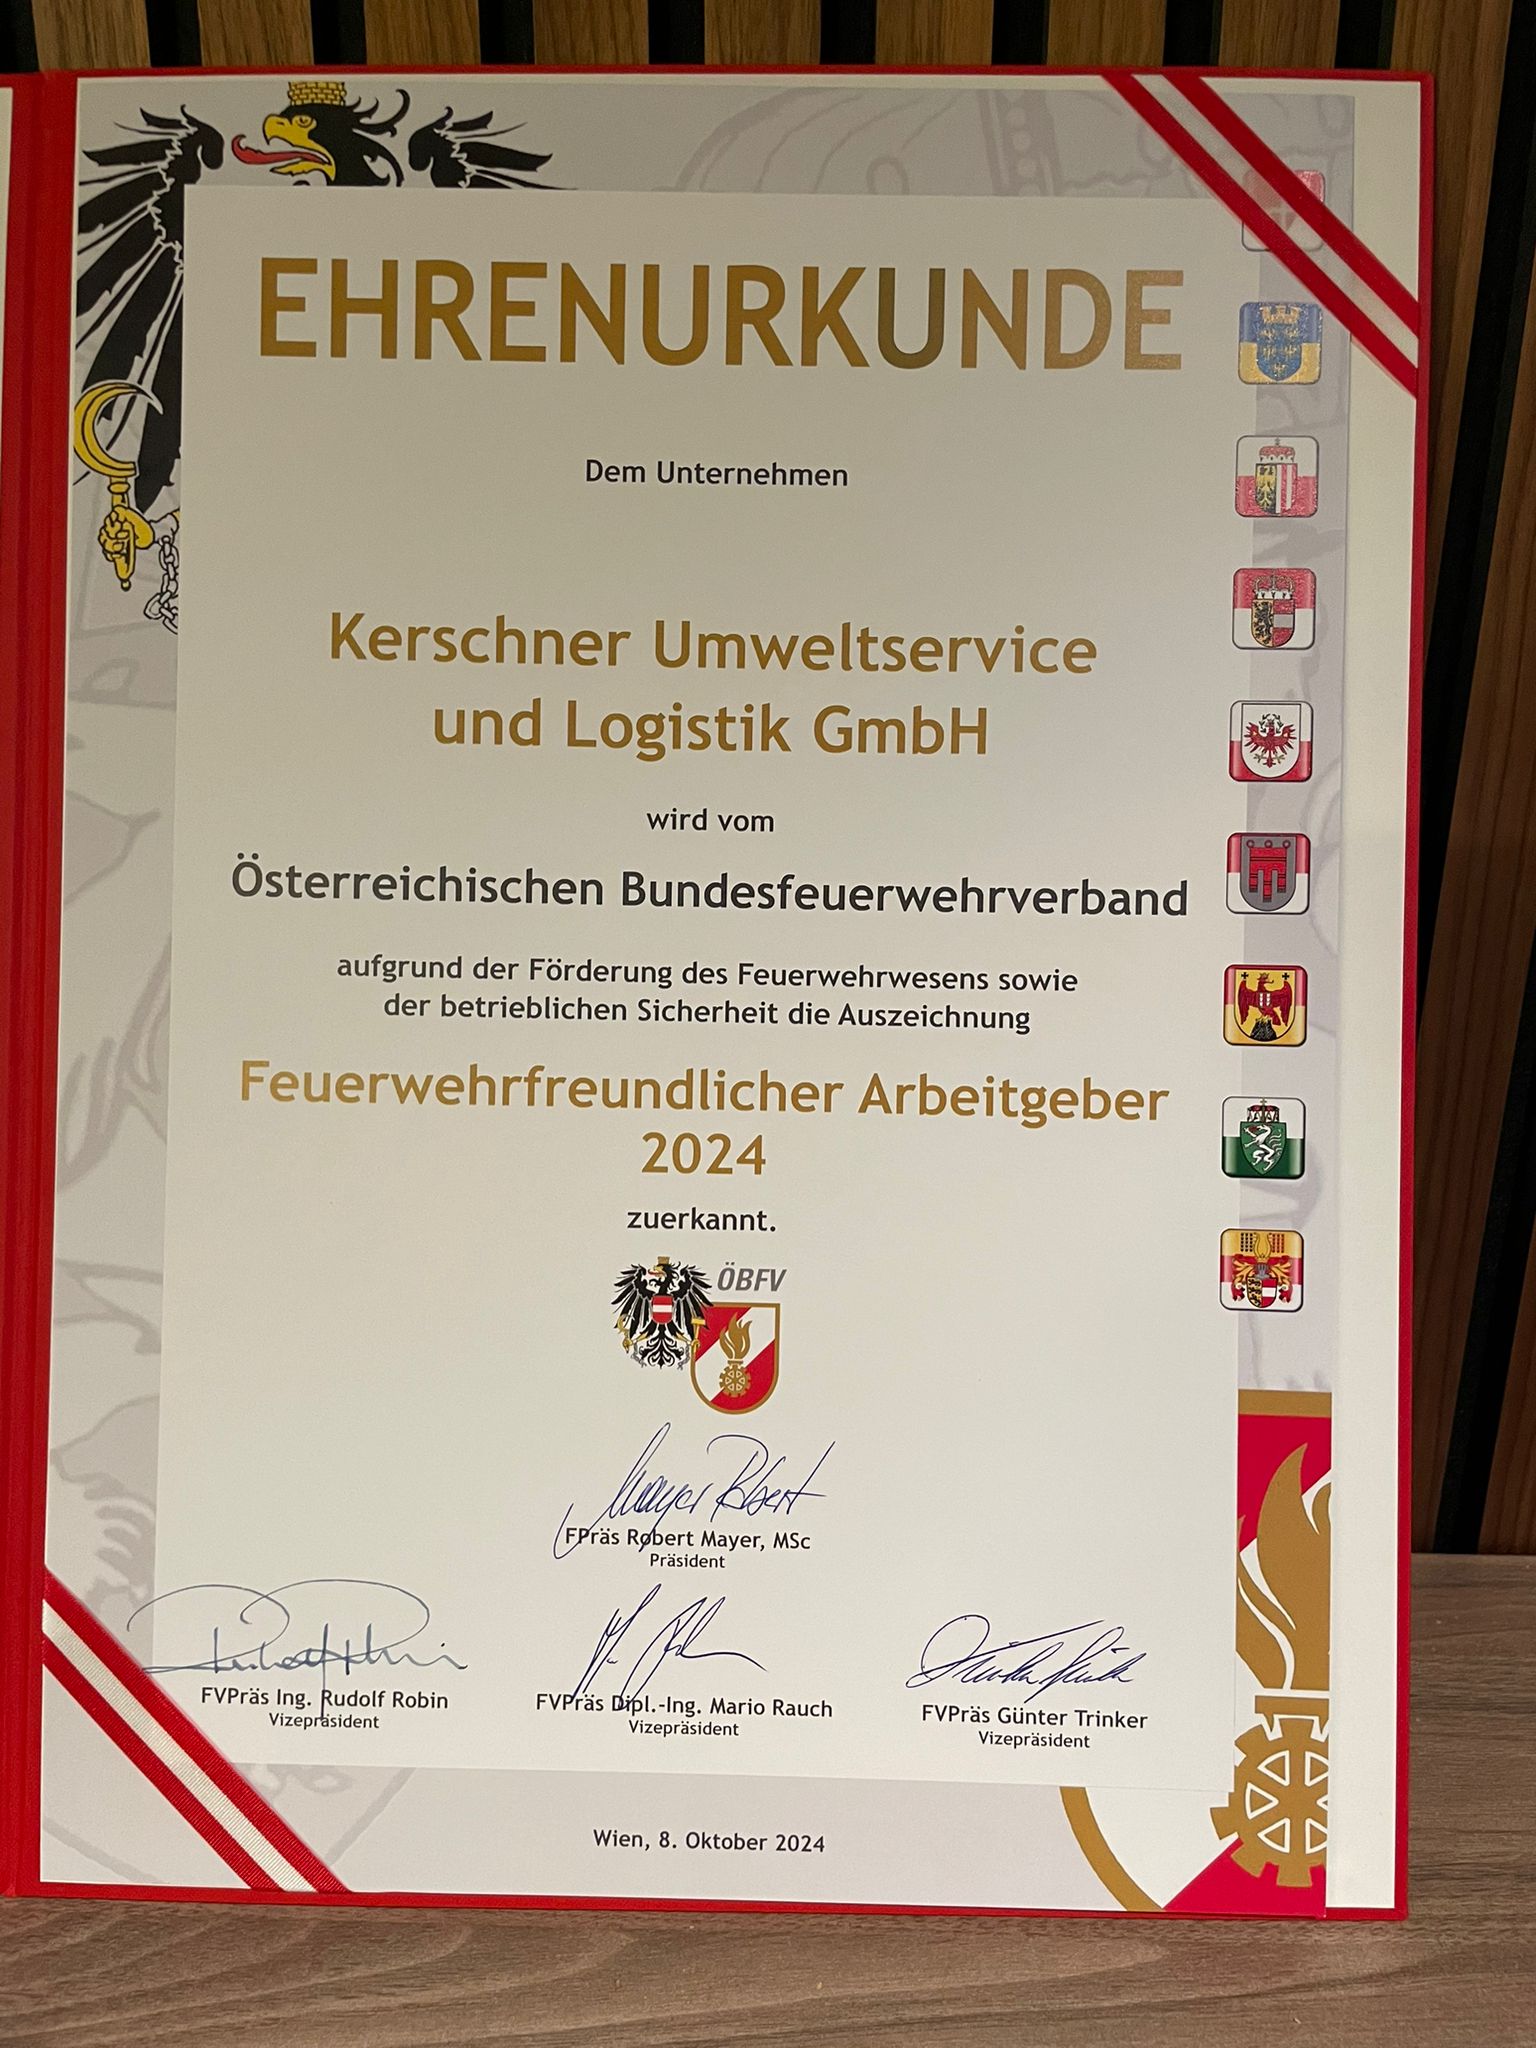 EHRENURKUNDE
Dem Unternehmen
Kerschner Umweltservice
und Logistik GmbH
wird vom
Österreichischen Bundesfeuerwehrverband
aufgrund der Förderung des Feuerwehrwesens sowie
der betrieblichen Sicherheit die Auszeichnung
Feuerwehrfreundlicher Arbeitgeber
2024
zuerkannt.
ÖBFV
Mayer Robert
FPräs Robert Mayer, MSc
Präsident
FVPräs Ing. Rudolf Robin
Vizepräsident
FVPräs Dipl.-Ing. Mario Rauch
Vizepräsident
FVPräs Günter Trinker
Vizepräsident
Wien, 8. Oktober 2024